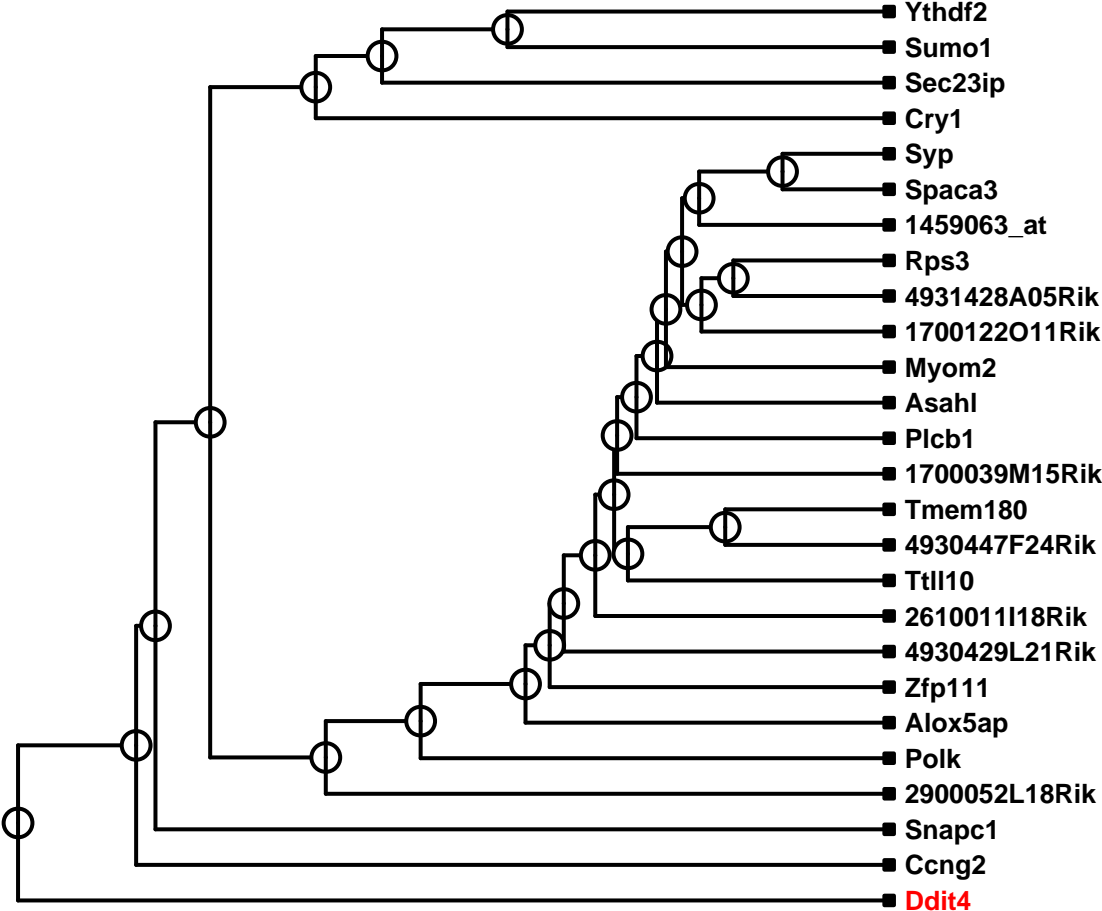 Ythdf2
Sumo1
Sec23ip
Cry1
Syp
Spaca3
1459063_at
Rps3
4931428A05Rik
1700122O11Rik
Myom2
Asahl
Plcb1
1700039M15Rik
Tmem180
4930447F24Rik
Ttll10
2610011I18Rik
4930429L21Rik
Zfp111
Alox5ap
Polk
2900052L18Rik
Snapc1
Ccng2
Ddit4